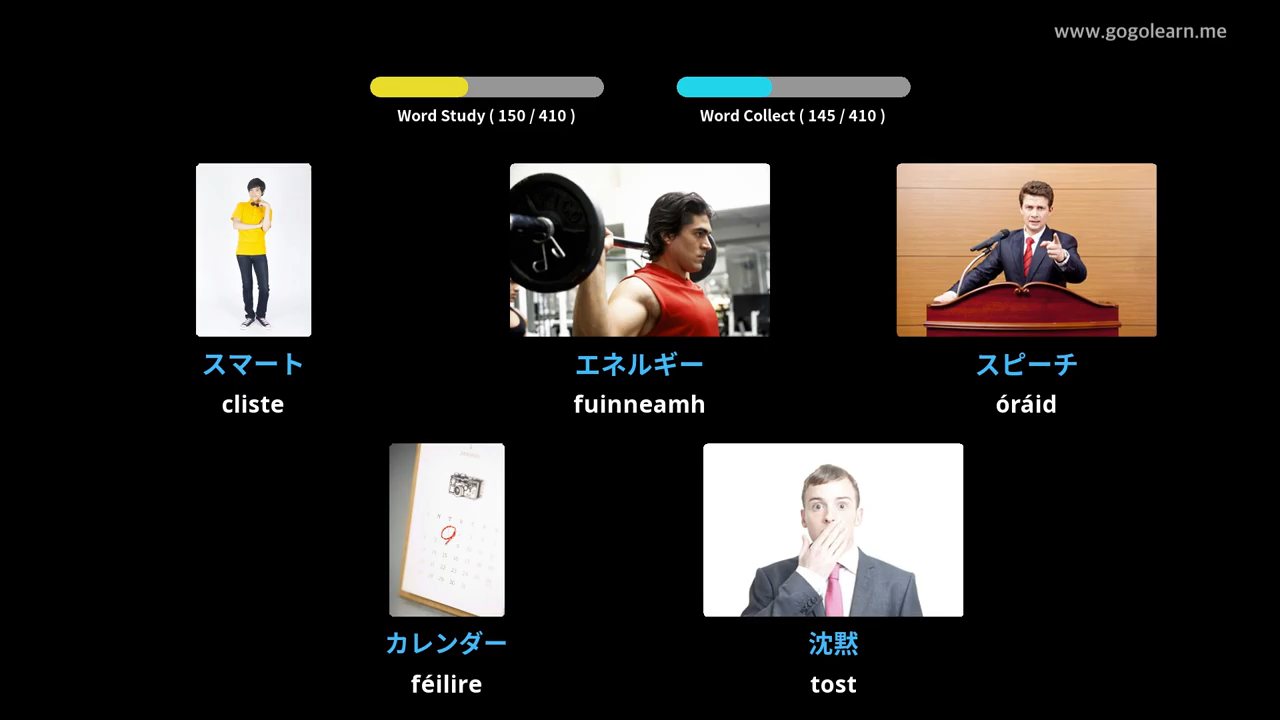 www.gogolearn.me
Word Study ( 150 / 410 )
Word Collect ( 145 / 410 )
スマート
cliste
エネルギー
fuinneamh
スピーチ
óráid
カレンダー
féilire
沈黙
tost